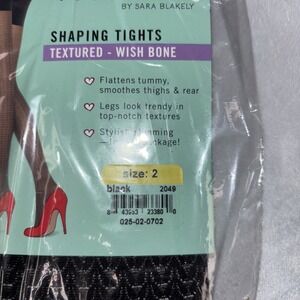 BY SARA BLAKELY
SHAPING TIGHTS
TEXTURED - WISH BONE
Flattens tummy,
smoothes thighs & rear
Legs look trendy in
top-notch textures
size: 2
black 2049
025-02-0702